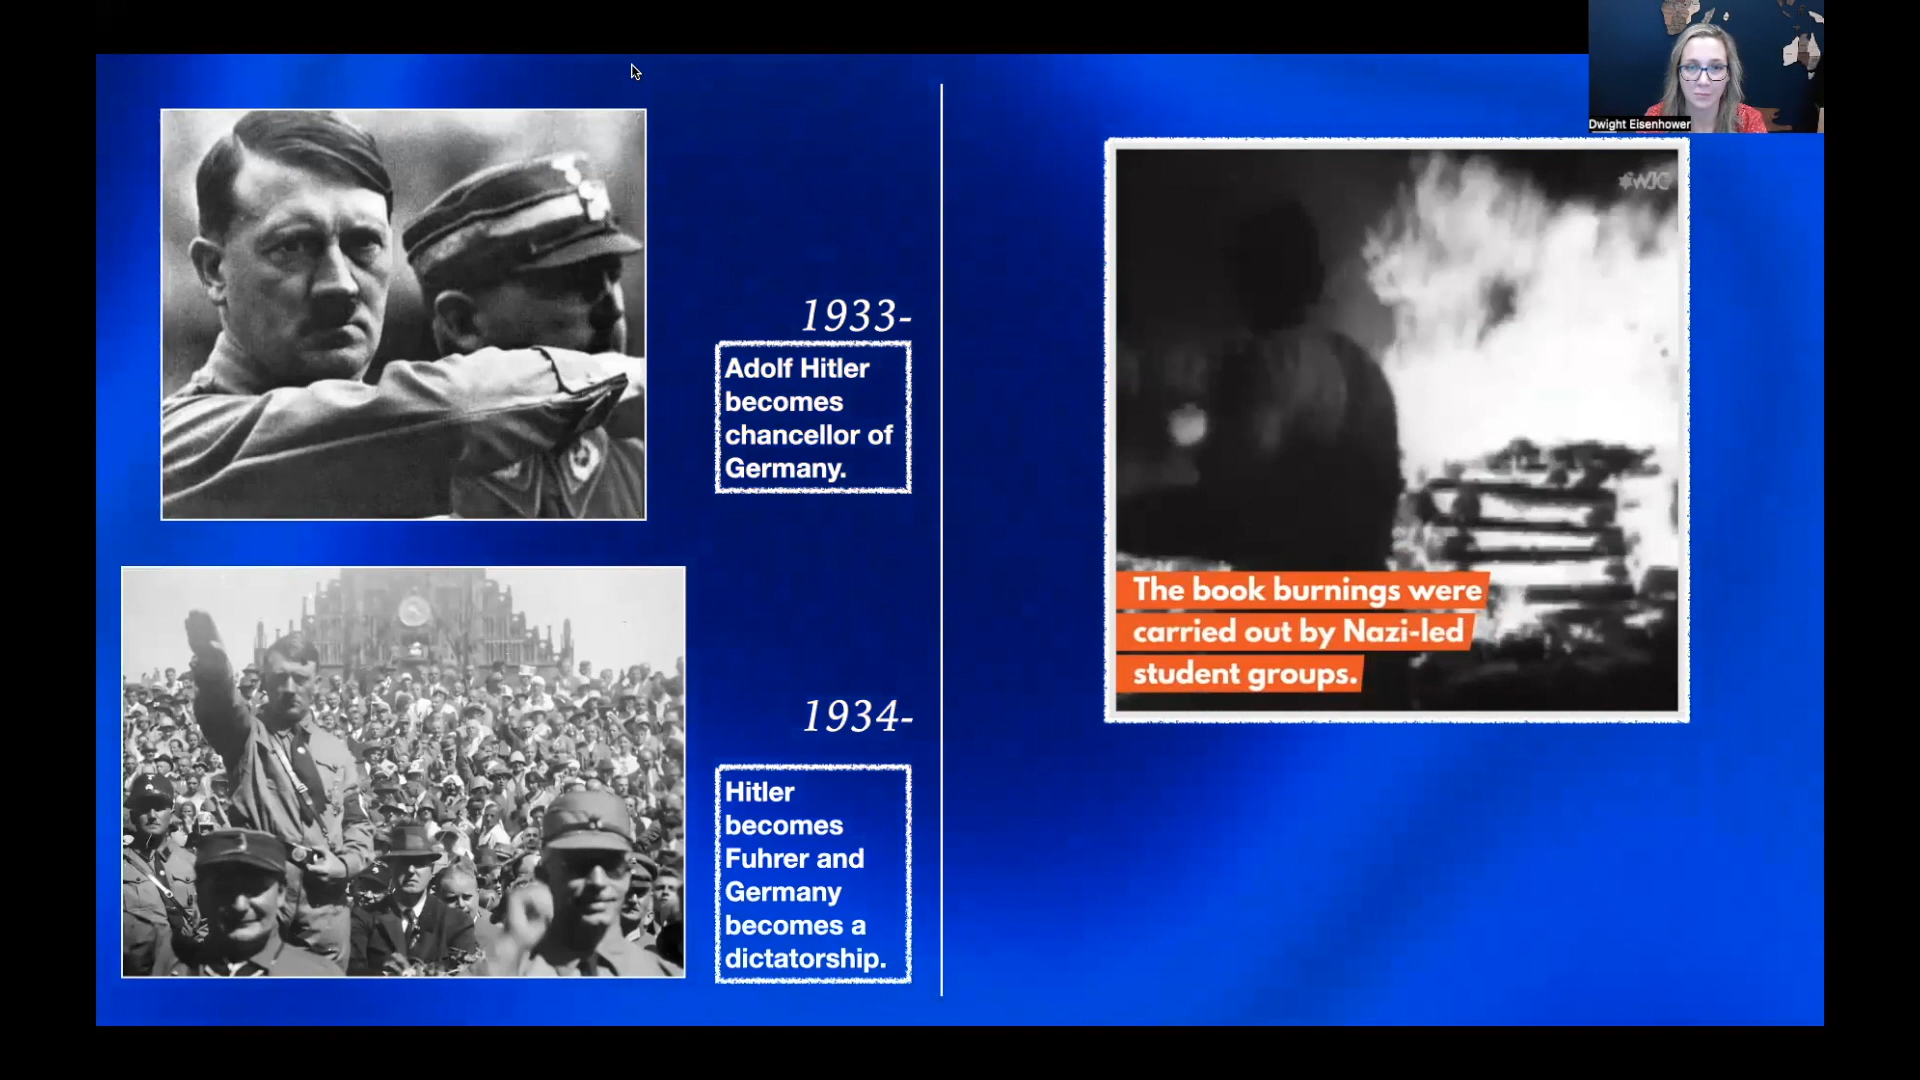 1933-
Adolf Hitler
becomes
chancellor of
Germany.
1934-
Hitler
becomes
Fuhrer and
Germany
becomes a
dictatorship.
WJC
The book burnings were
carried out by Nazi-led
student groups.
Dwight Eisenhower